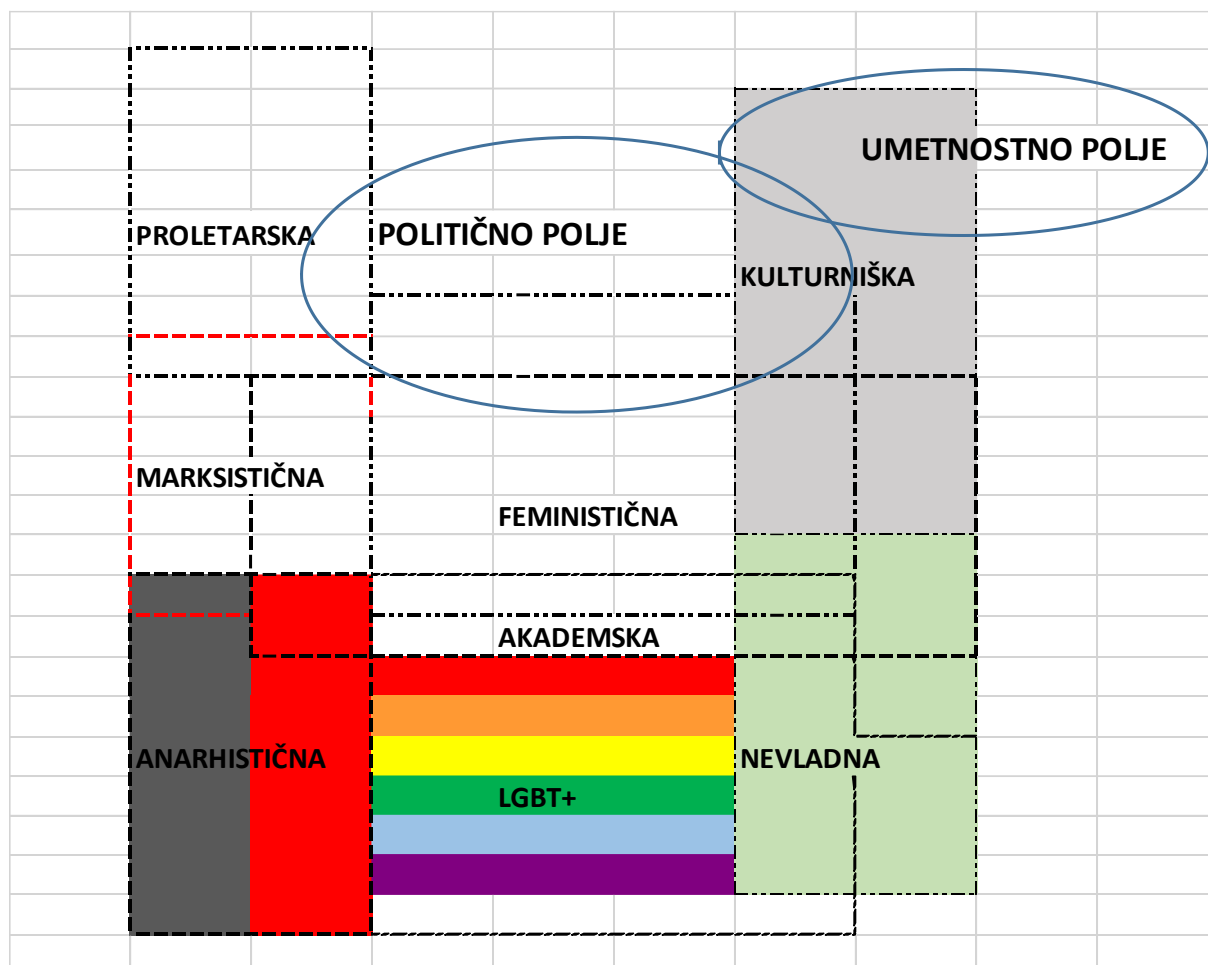 UMETNOSTNO POLJE
PROLETARSKA
POLITIČNO POLJE
KULTURNIŠKA
MARKSISTIČNA
FEMINISTIČNA
AKADEMSKA
ANARHISTIČNA
NEVLADNA
LGBT+